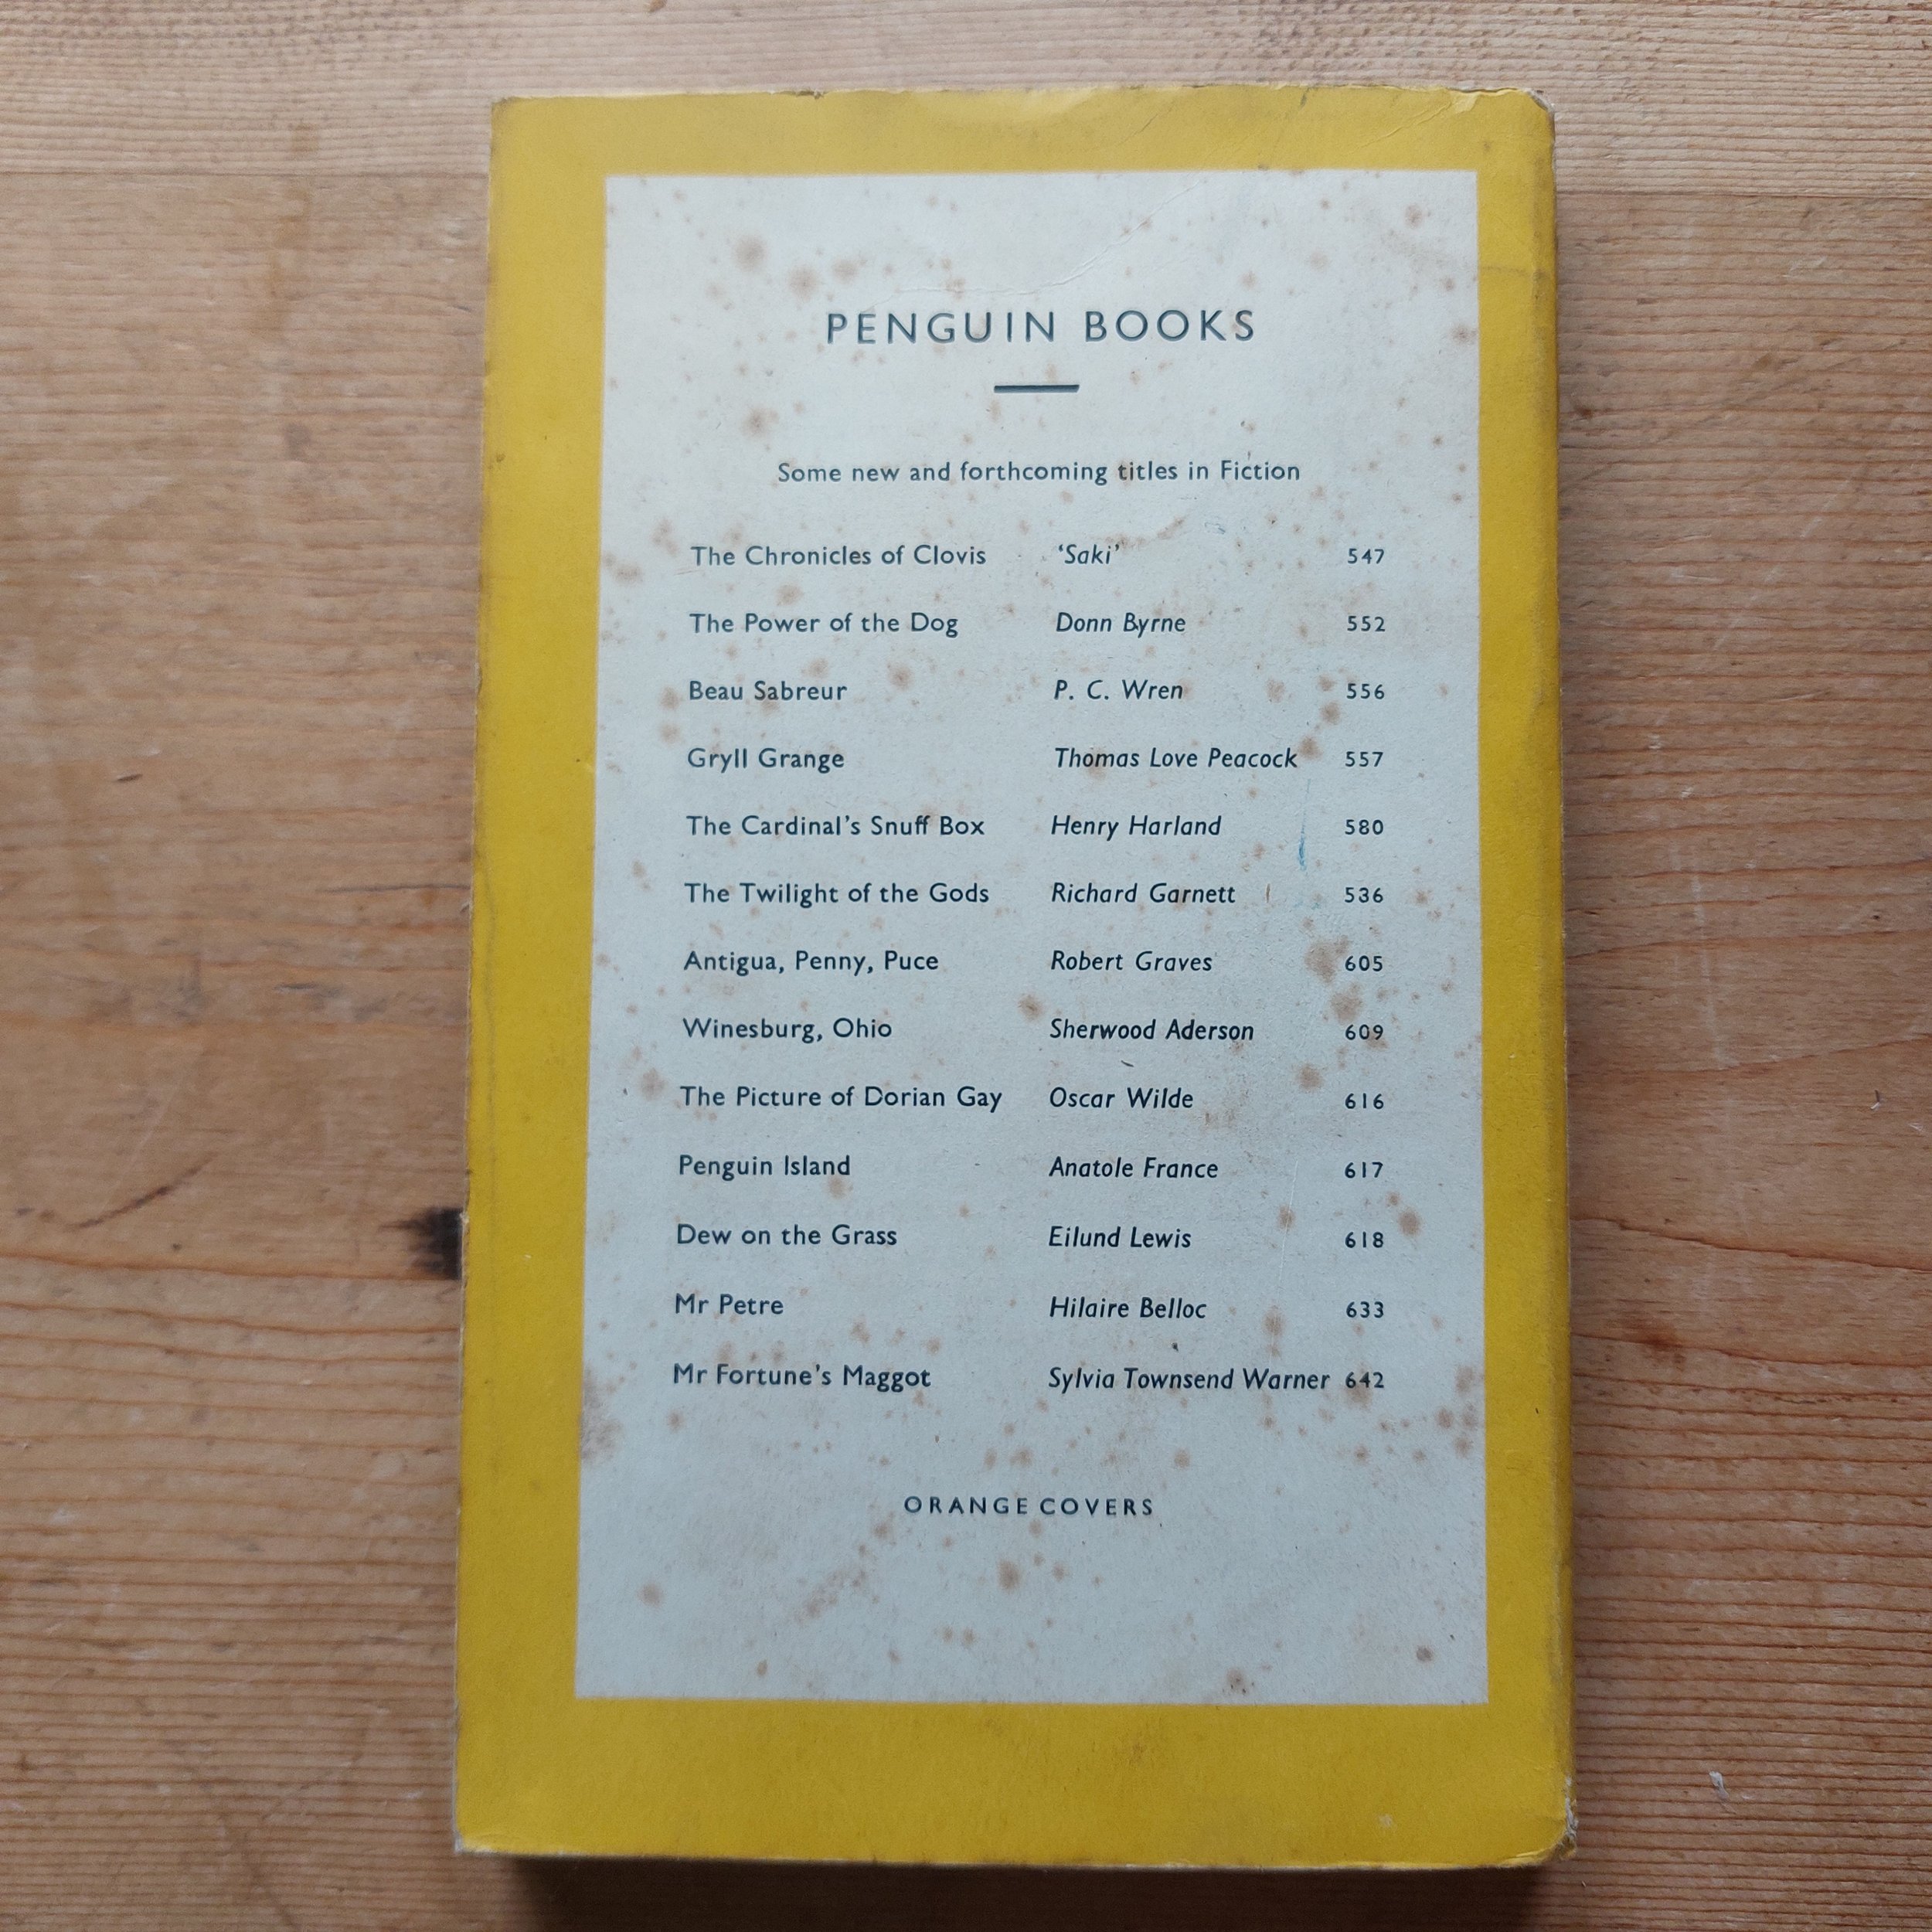 PENGUIN BOOKS
Some new and forthcoming titles in Fiction
The Chronicles of Clovis ‘Saki’ 547
The Power of the Dog Donn Byrne 552
Beau Sabreur P. C. Wren 556
Gryll Grange Thomas Love Peacock 557
The Cardinal's Snuff Box Henry Harland 580
The Twilight of the Gods Richard Garnett 536
Antigua, Penny, Puce Robert Graves 605
Winesburg, Ohio Sherwood Aderson 609
The Picture of Dorian Gay Oscar Wilde 616
Penguin Island Anatole France 617
Dew on the Grass Eilund Lewis 618
Mr Petre Hilaire Belloc 633
Mr Fortune's Maggot Sylvia Townsend Warner 642
ORANGE COVERS